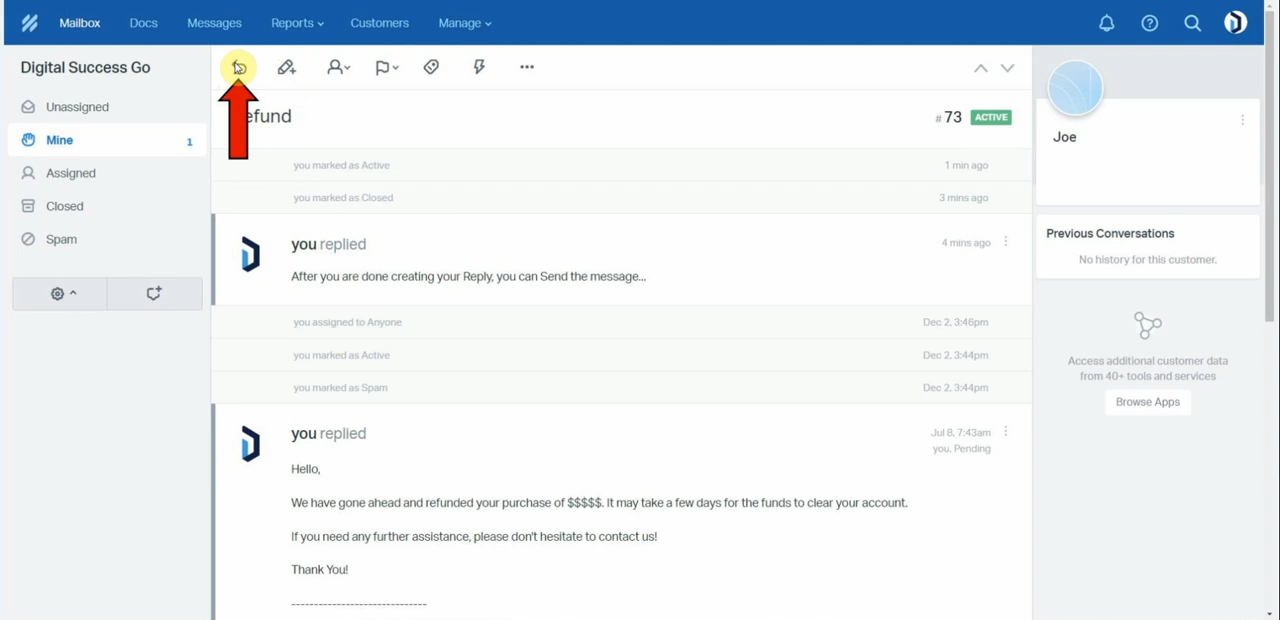 Mailbox
Docs
Messages
Reports
Customers
Manage
Digital Success Go
Unassigned
Mine
1
Assigned
Closed
Spam
efund
# 73
ACTIVE
you marked as Active
1 min ago
you marked as Closed
3 mins ago
you replied
4 mins ago
After you are done creating your Reply, you can Send the message...
you assigned to Anyone
Dec 2, 3:46pm
you marked as Active
Dec 2, 3:44pm
you marked as Spam
Dec 2, 3:44pm
you replied
Jul 8, 7:43am
you, Pending
Hello,
We have gone ahead and refunded your purchase of $$$$$. It may take a few days for the funds to clear your account.
If you need any further assistance, please don't hesitate to contact us!
Thank You!
------------------------------
Joe
Previous Conversations
No history for this customer.
Access additional customer data
from 40+ tools and services
Browse Apps